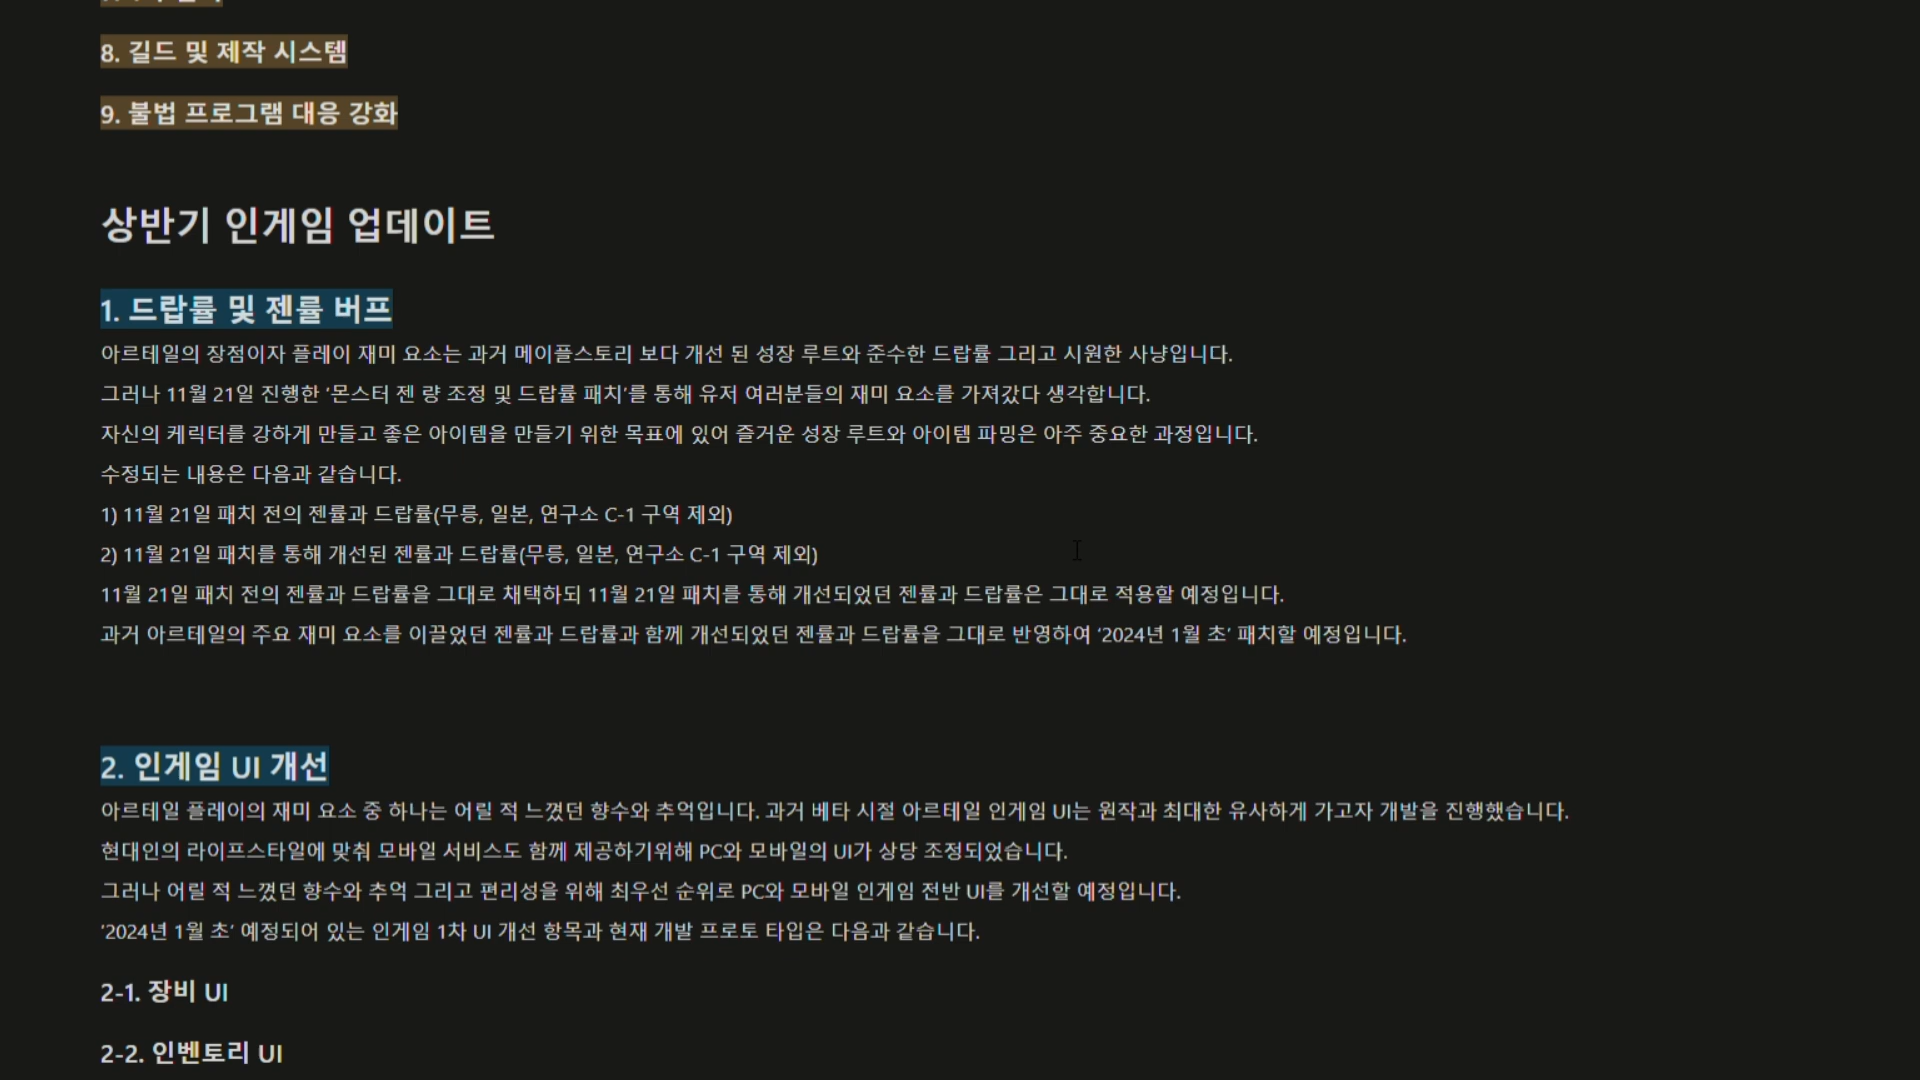 8. 길드 및 제작 시스템
9. 불법 프로그램 대응 강화
상반기 인게임 업데이트
1. 드랍률 및 젠률 버프
아르테일의 장점이자 플레이 재미 요소는 과거 메이플스토리 보다 개선 된 성장 루트와 준수한 드랍률 그리고 시원한 사냥입니다.
그러나 11월 21일 진행한 ‘몬스터 젠 량 조정 및 드랍률 패치’를 통해 유저 여러분들의 재미 요소를 가져갔다 생각합니다.
자신의 케릭터를 강하게 만들고 좋은 아이템을 만들기 위한 목표에 있어 즐거운 성장 루트와 아이템 파밍은 아주 중요한 과정입니다.
수정되는 내용은 다음과 같습니다.
1) 11월 21일 패치 전의 젠률과 드랍률(무릉, 일본, 연구소 C-1 구역 제외)
2) 11월 21일 패치를 통해 개선된 젠률과 드랍률(무릉, 일본, 연구소 C-1 구역 제외)
11월 21일 패치 전의 젠률과 드랍률을 그대로 채택하되 11월 21일 패치를 통해 개선되었던 젠률과 드랍률은 그대로 적용할 예정입니다.
과거 아르테일의 주요 재미 요소를 이끌었던 젠률과 드랍률과 함께 개선되었던 젠률과 드랍률을 그대로 반영하여 ‘2024년 1월 초’ 패치할 예정입니다.
2. 인게임 UI 개선
아르테일 플레이의 재미 요소 중 하나는 어릴 적 느꼈던 향수와 추억입니다. 과거 베타 시절 아르테일 인게임 UI는 원작과 최대한 유사하게 가고자 개발을 진행했습니다.
현대인의 라이프스타일에 맞춰 모바일 서비스도 함께 제공하기위해 PC와 모바일의 UI가 상당 조정되었습니다.
그러나 어릴 적 느꼈던 향수와 추억 그리고 편리성을 위해 최우선 순위로 PC와 모바일 인게임 전반 UI를 개선할 예정입니다.
‘2024년 1월 초‘ 예정되어 있는 인게임 1차 UI 개선 항목과 현재 개발 프로토 타입은 다음과 같습니다.
2-1. 장비 UI
2-2. 인벤토리 UI